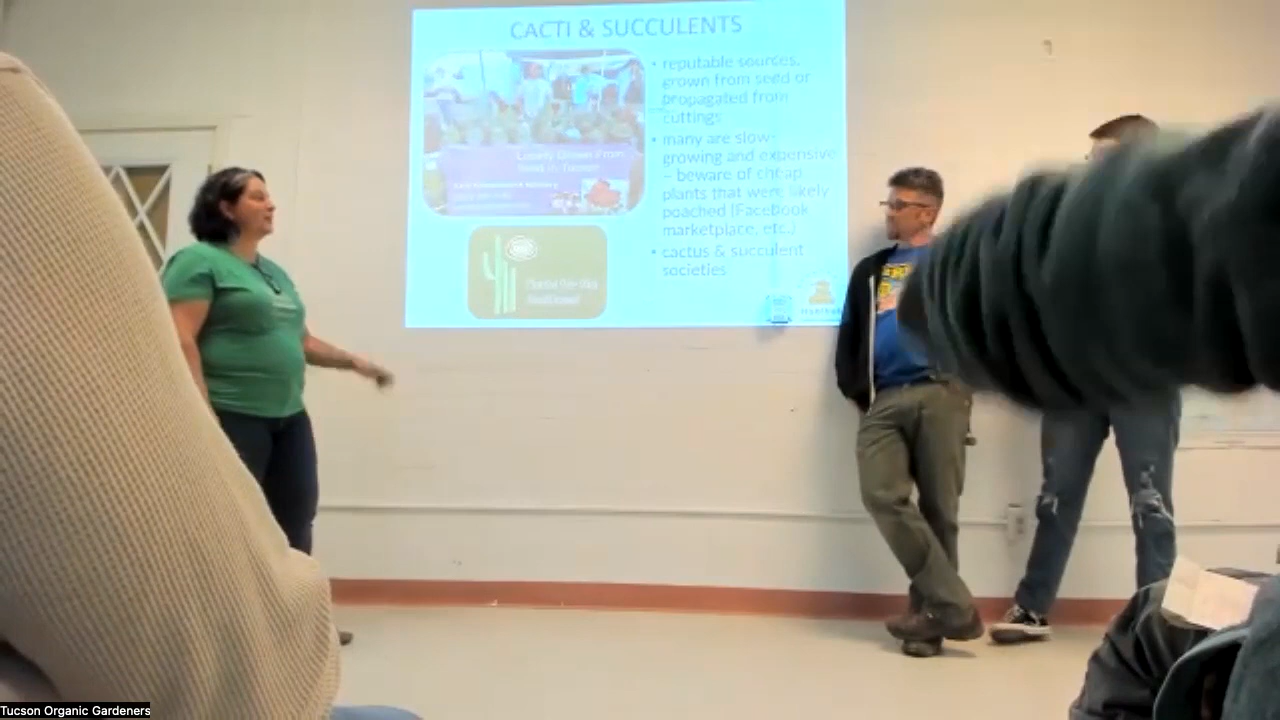 CACTI & SUCCULENTS
• reputable sources,
grown from seed or
propagated from
cuttings
• many are slow-
growing and expensive
– beware of cheap
plants that were likely
poached (Facebook
marketplace, etc.)
• cactus & succulent
societies
Tucson Organic Gardeners